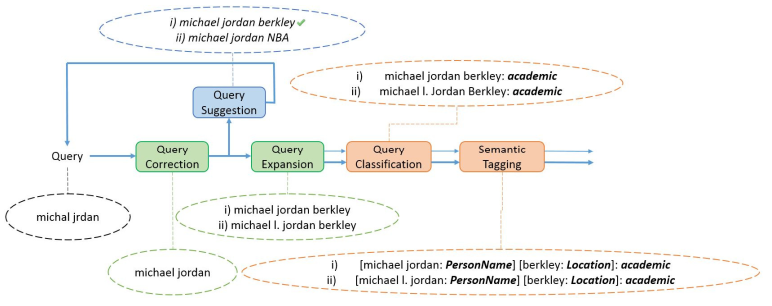 i) michael jordan berkley
ii) michael jordan NBA
i) michael jordan berkley: academic
ii) michael l. Jordan Berkley: academic
Query
Suggestion
Query
Query
Correction
Query
Expansion
Query
Classification
Semantic
Tagging
michal jrdan
i) michael jordan berkley
ii) michael l. jordan berkley
michael jordan
i) [michael jordan: PersonName] [berkley: Location]: academic
ii) [michael l. jordan: PersonName] [berkley: Location]: academic